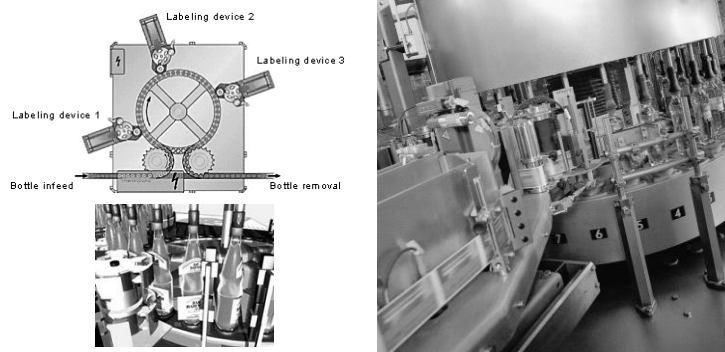 Labeling device 2
Labeling device 3
Labeling device 1
Bottle infeed
Bottle removal
7
6
5
4